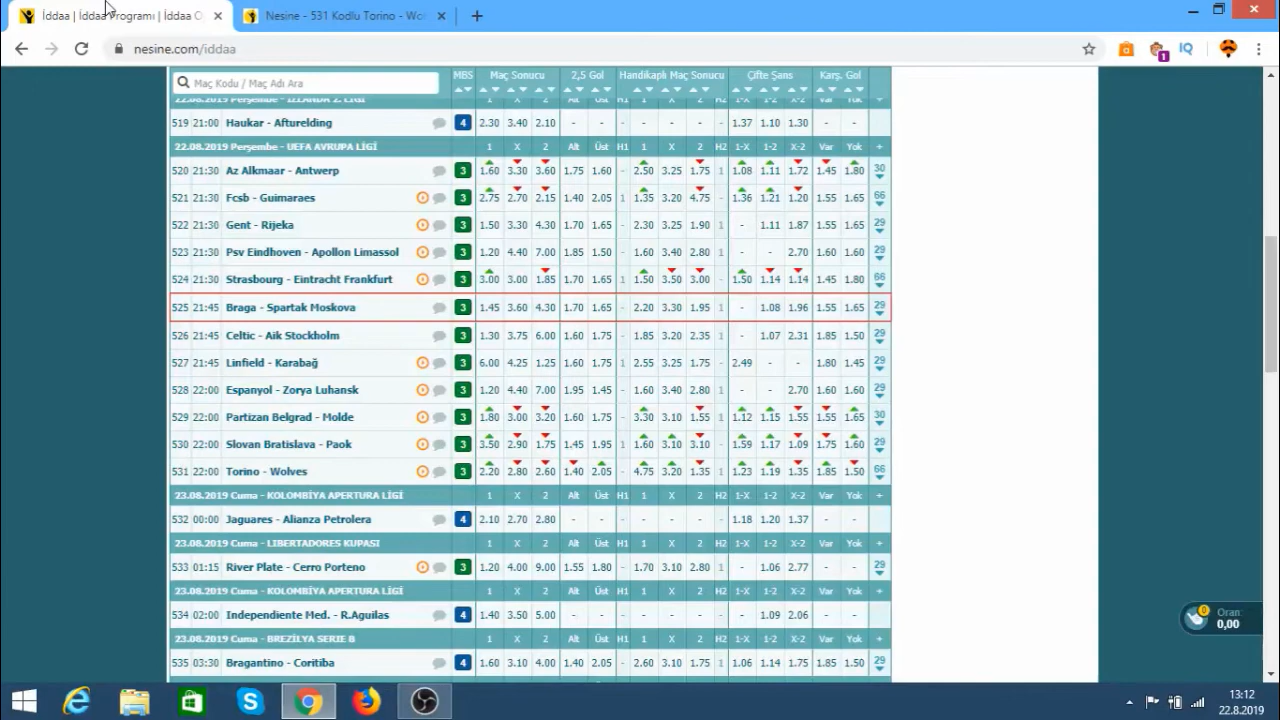 İddaa | İddaa Programı | İddaa O
Nesine - 531 Kodlu Torino - Wo
nesine.com/iddaa
IQ
1
Maç Kodu / Maç Adı Ara
MBS Maç Sonucu 2,5 Gol Handikaplı Maç Sonucu Çifte Şans Karş. Gol
22.08.2019 Perşembe - İZLANDA 2. LİGİ 1 X 2 Alt Üst H1 1 X 2 H2 1-X 1-2 X-2 Var Yok +
519 21:00 Haukar - Afturelding 4 2.30 3.40 2.10 - - - - - 1.37 1.10 1.30 - -
22.08.2019 Perşembe - UEFA AVRUPA LİGİ 1 X 2 Alt Üst H1 1 X 2 H2 1-X 1-2 X-2 Var Yok +
520 21:30 Az Alkmaar - Antwerp 3 1.60 3.30 3.60 1.75 1.60 - 2.50 3.25 1.75 1 1.08 1.11 1.72 1.45 1.80 30
521 21:30 Fcsb - Guimaraes 3 2.75 2.70 2.15 1.40 2.05 1 1.35 3.20 4.75 - 1.36 1.21 1.20 1.55 1.65 66
522 21:30 Gent - Rijeka 3 1.50 3.30 4.30 1.70 1.65 - 2.30 3.25 1.90 1 - 1.11 1.87 1.55 1.65 29
523 21:30 Psv Eindhoven - Apollon Limassol 3 1.20 4.40 7.00 1.85 1.50 - 1.60 3.40 2.80 1 - - 2.70 1.60 1.60 29
524 21:30 Strasbourg - Eintracht Frankfurt 3 3.00 3.00 1.85 1.70 1.65 1 1.50 3.50 3.00 - 1.50 1.14 1.14 1.45 1.80 66
525 21:45 Braga - Spartak Moskova 3 1.45 3.60 4.30 1.70 1.65 - 2.20 3.30 1.95 1 - 1.08 1.96 1.55 1.65 29
526 21:45 Celtic - Aik Stockholm 3 1.30 3.75 6.00 1.60 1.75 - 1.85 3.20 2.35 1 - 1.07 2.31 1.85 1.50 29
527 21:45 Linfield - Karabağ 3 6.00 4.25 1.25 1.60 1.75 1 2.55 3.25 1.75 - 2.49 - - 1.80 1.45 29
528 22:00 Espanyol - Zorya Luhansk 3 1.20 4.40 7.00 1.95 1.45 - 1.60 3.40 2.80 1 - - 2.70 1.60 1.60 29
529 22:00 Partizan Belgrad - Molde 3 1.80 3.00 3.20 1.60 1.75 - 3.30 3.10 1.55 1 1.12 1.15 1.55 1.55 1.65 30
530 22:00 Slovan Bratislava - Paok 3 3.50 2.90 1.75 1.45 1.95 1 1.60 3.10 3.10 - 1.59 1.17 1.09 1.75 1.60 29
531 22:00 Torino - Wolves 3 2.20 2.80 2.60 1.40 2.05 - 4.75 3.20 1.35 1 1.23 1.19 1.35 1.85 1.50 66
23.08.2019 Cuma - KOLOMBİYA APERTURA LİGİ 1 X 2 Alt Üst H1 1 X 2 H2 1-X 1-2 X-2 Var Yok +
532 00:00 Jaguares - Alianza Petrolera 4 2.10 2.70 2.80 - - - - - 1.18 1.20 1.37 - -
23.08.2019 Cuma - LIBERTADORES KUPASI 1 X 2 Alt Üst H1 1 X 2 H2 1-X 1-2 X-2 Var Yok +
533 01:15 River Plate - Cerro Porteno 3 1.20 4.00 9.00 1.55 1.80 - 1.70 3.10 2.80 1 - 1.06 2.77 - - 29
23.08.2019 Cuma - KOLOMBİYA APERTURA LİGİ 1 X 2 Alt Üst H1 1 X 2 H2 1-X 1-2 X-2 Var Yok +
534 02:00 Independiente Med. - R.Aguilas 4 1.40 3.50 5.00 - - - - - - 1.09 2.06 - -
23.08.2019 Cuma - BREZİLYA SERIE B 1 X 2 Alt Üst H1 1 X 2 H2 1-X 1-2 X-2 Var Yok +
535 03:30 Bragantino - Coritiba 4 1.60 3.10 4.00 1.40 2.05 - 2.60 3.10 1.75 1 1.06 1.14 1.75 1.85 1.50 29
0
Oran:
0,00
13:12
22.8.2019